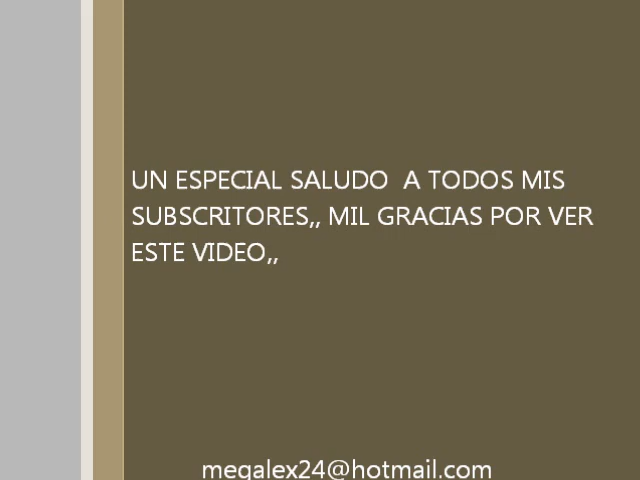 UN ESPECIAL SALUDO  A TODOS MIS
SUBSCRITORES,, MIL GRACIAS POR VER
ESTE VIDEO,,
megalex24@hotmail.com